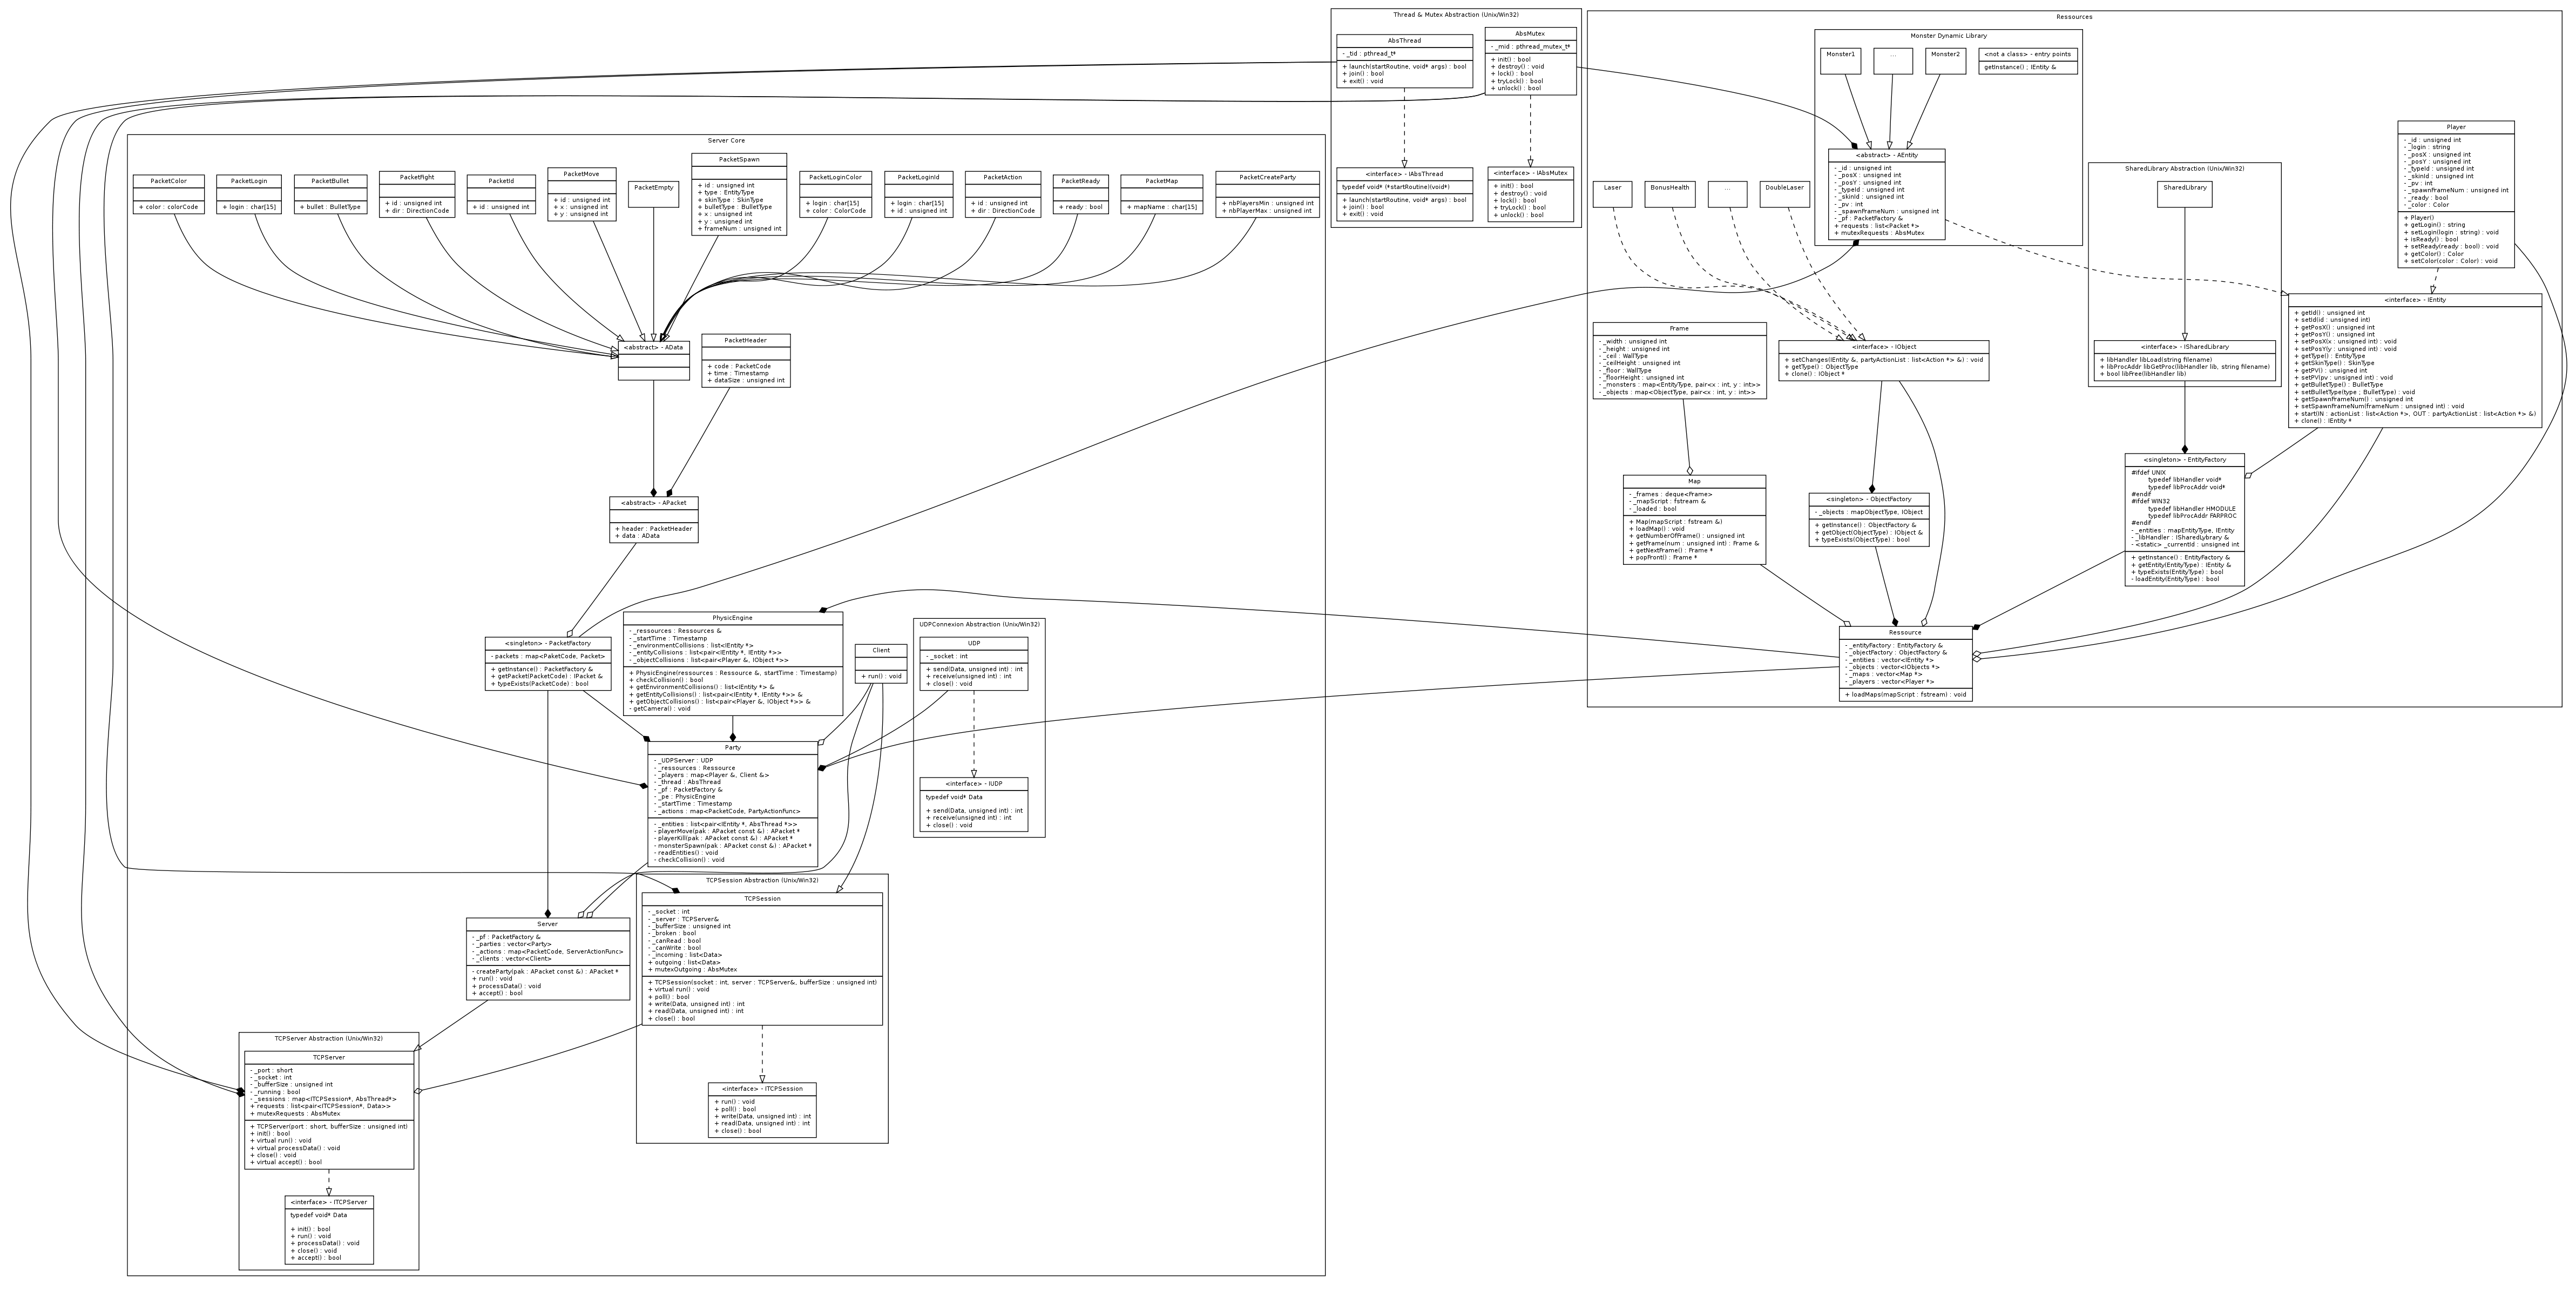 Thread & Mutex Abstraction (Unix/Win32)
AbsThread
- _tid : pthread_t*
+ launch(startRoutine, void* args) : bool
+ join() : bool
+ exit() : void
AbsMutex
- _mid : pthread_mutex_t*
+ init() : bool
+ destroy() : void
+ lock() : bool
+ tryLock() : bool
+ unlock() : bool
<interface> - IAbsThread
typedef void* (*startRoutine)(void*)
+ launch(startRoutine, void* args) : bool
+ join() : bool
+ exit() : void
<interface> - IAbsMutex
+ init() : bool
+ destroy() : void
+ lock() : bool
+ tryLock() : bool
+ unlock() : bool
Ressources
Monster Dynamic Library
Monster1
...
Monster2
<not a class> - entry points
getInstance() ; IEntity &
<abstract> - AEntity
- _id : unsigned int
- _posX : unsigned int
- _posY : unsigned int
- _typeId : unsigned int
- _skinId : unsigned int
- _pv : int
- _spawnFrameNum : unsigned int
- _pf : PacketFactory &
+ requests : list<Packet *>
+ mutexRequests : AbsMutex
Player
- _id : unsigned int
- _login : string
- _posX : unsigned int
- _posY : unsigned int
- _typeId : unsigned int
- _skinId : unsigned int
- _pv : int
- _spawnFrameNum : unsigned int
- _ready : bool
- _color : Color
+ Player()
+ getLogin() : string
+ setLogin(login : string) : void
+ isReady() : bool
+ setReady(ready : bool) : void
+ getColor() : Color
+ setColor(color : Color) : void
SharedLibrary Abstraction (Unix/Win32)
SharedLibrary
<interface> - ISharedLibrary
+ libHandler libLoad(string filename)
+ libProcAddr libGetProc(libHandler lib, string filename)
+ bool libFree(libHandler lib)
Laser
BonusHealth
...
DoubleLaser
<interface> - IEntity
+ getId() : unsigned int
+ setId(id : unsigned int)
+ getPosX() : unsigned int
+ getPosY() : unsigned int
+ setPosX(x : unsigned int) : void
+ setPosY(y : unsigned int) : void
+ getType() : EntityType
+ getSkinType() : SkinType
+ getPV() : unsigned int
+ setPV(pv : unsigned int) : void
+ getBulletType() : BulletType
+ setBulletType(type ; BulletType) : void
+ getSpawnFrameNum() : unsigned int
+ setSpawnFrameNum(frameNum : unsigned int) : void
+ start(IN : actionList : list<Action *>, OUT : partyActionList : list<Action *> &)
+ clone() : IEntity *
Frame
- _width : unsigned int
- _height : unsigned int
- _ceil : WallType
- _ceilHeight : unsigned int
- _floor : WallType
- _floorHeight : unsigned int
- _monsters : map<EntityType, pair<x : int, y : int>>
- _objects : map<ObjectType, pair<x : int, y : int>>
<interface> - IObject
+ setChanges(IEntity &, partyActionList : list<Action *> &) : void
+ getType() : ObjectType
+ clone() : IObject *
Map
- _frames : deque<Frame>
- _mapScript : fstream &
- _loaded : bool
+ Map(mapScript : fstream &)
+ loadMap() : void
+ getNumberOfFrame() : unsigned int
+ getFrame(num : unsigned int) : Frame &
+ getNextFrame() : Frame *
+ popFront() : Frame *
<singleton> - ObjectFactory
- _objects : mapObjectType, IObject
+ getInstance() : ObjectFactory &
+ getObject(ObjectType) : IObject &
+ typeExists(ObjectType) : bool
<singleton> - EntityFactory
#ifdef UNIX
typedef libHandler void*
typedef libProcAddr void*
#endif
#ifdef WIN32
typedef libHandler HMODULE
typedef libProcAddr FARPROC
#endif
- _entities : mapEntityType, IEntity
- _libHandler : ISharedLybrary &
- <static> _currentId : unsigned int
+ getInstance() : EntityFactory &
+ getEntity(EntityType) : IEntity &
+ typeExists(EntityType) : bool
- loadEntity(EntityType) : bool
Ressource
- _entityFactory : EntityFactory &
- _objectFactory : ObjectFactory &
- _entities : vector<IEntity *>
- _objects : vector<IObjects *>
- _maps : vector<Map *>
- _players : vector<Player *>
+ loadMaps(mapScript : fstream) : void
Server Core
PacketColor
+ color : colorCode
PacketLogin
+ login : char[15]
PacketBullet
+ bullet : BulletType
PacketRight
+ id : unsigned int
+ dir : DirectionCode
PacketId
+ id : unsigned int
PacketMove
+ id : unsigned int
+ x : unsigned int
+ y : unsigned int
PacketEmpty
PacketSpawn
+ id : unsigned int
+ type : EntityType
+ skinType : SkinType
+ bulletType : BulletType
+ x : unsigned int
+ y : unsigned int
+ frameNum : unsigned int
PacketLoginColor
+ login : char[15]
+ color : ColorCode
PacketLoginId
+ login : char[15]
+ id : unsigned int
PacketAction
+ id : unsigned int
+ dir : DirectionCode
PacketReady
+ ready : bool
PacketMap
+ mapName : char[15]
PacketCreateParty
+ nbPlayersMin : unsigned int
+ nbPlayerMax : unsigned int
<abstract> - AData
PacketHeader
+ code : PacketCode
+ time : Timestamp
+ dataSize : unsigned int
<abstract> - APacket
+ header : PacketHeader
+ data : AData
<singleton> - PacketFactory
- packets : map<PaketCode, Packet>
+ getInstance() : PacketFactory &
+ getPacket(PacketCode) : IPacket &
+ typeExists(PacketCode) : bool
PhysicEngine
- _ressources : Ressources &
- _startTime : Timestamp
- _environmentCollisions : list<IEntity *>
- _entityCollisions : list<pair<IEntity *, IEntity *>>
- _objectCollisions : list<pair<Player &, IObject *>>
+ PhysicEngine(ressources : Ressource &, startTime : Timestamp)
+ checkCollision() : bool
+ getEnvironmentCollisions() : list<IEntity *> &
+ getEntityCollisions() : list<pair<IEntity *, IEntity *>> &
+ getObjectCollisions() : list<pair<Player &, IObject *>> &
- getCamera() : void
Client
+ run() : void
UDPConnexion Abstraction (Unix/Win32)
UDP
- _socket : int
+ send(Data, unsigned int) : int
+ receive(unsigned int) : int
+ close() : void
<interface> - IUDP
typedef void* Data
+ send(Data, unsigned int) : int
+ receive(unsigned int) : int
+ close() : void
Party
- _UDPServer : UDP
- _ressources : Ressource
- _players : map<Player &, Client &>
- _thread : AbsThread
- _pf : PacketFactory &
- _pe : PhysicEngine
- _startTime : Timestamp
- _actions : map<PacketCode, PartyActionFunc>
- _entities : list<pair<IEntity *, AbsThread *>>
- playerMove(pak : APacket const &) : APacket *
- playerKill(pak : APacket const &) : APacket *
- monsterSpawn(pak : APacket const &) : APacket *
- readEntities() : void
- checkCollision() : void
TCPSession Abstraction (Unix/Win32)
TCPSession
- _socket : int
- _server : TCPServer&
- _bufferSize : unsigned int
- _broken : bool
- _canRead : bool
- _canWrite : bool
- _incoming : list<Data>
+ outgoing : list<Data>
+ mutexOutgoing : AbsMutex
+ TCPSession(socket : int, server : TCPServer&, bufferSize : unsigned int)
+ virtual run() : void
+ poll() : bool
+ write(Data, unsigned int) : int
+ read(Data, unsigned int) : int
+ close() : bool
<interface> - ITCPSession
+ run() : void
+ poll() : bool
+ write(Data, unsigned int) : int
+ read(Data, unsigned int) : int
+ close() : bool
Server
- _pf : PacketFactory &
- _parties : vector<Party>
- _actions : map<PacketCode, ServerActionFunc>
- _clients : vector<Client>
- createParty(pak : APacket const &) : APacket *
+ run() : void
+ processData() : void
+ accept() : bool
TCPServer Abstraction (Unix/Win32)
TCPServer
- _port : short
- _socket : int
- _bufferSize : unsigned int
- _running : bool
- _sessions : map<ITCPSession*, AbsThread*>
+ requests : list<pair<ITCPSession*, Data>>
+ mutexRequests : AbsMutex
+ TCPServer(port : short, bufferSize : unsigned int)
+ init() : bool
+ virtual run() : void
+ virtual processData() : void
+ close() : void
+ virtual accept() : bool
<interface> - ITCPServer
typedef void* Data
+ init() : bool
+ run() : void
+ processData() : void
+ close() : void
+ accept() : bool